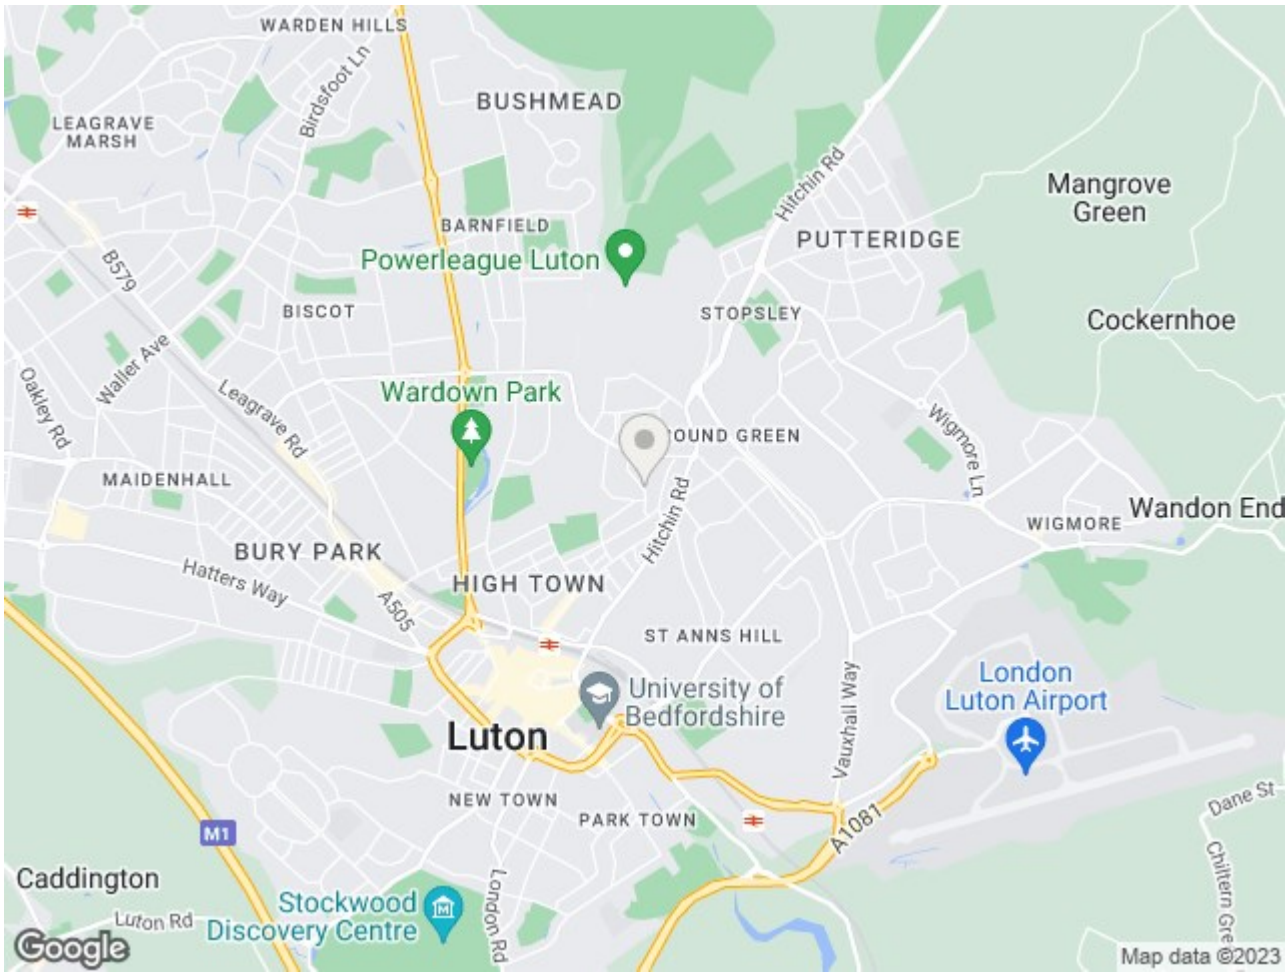 WARDEN HILLS
Birdsfoot Ln
BUSHMEAD
LEAGRAVE
MARSH
Hitchin Rd
Mangrove
Green
BARNFIELD
PUTTERIDGE
Powerleague Luton
B579
BISCOT
STOPSLEY
Cockernhoe
Waller Ave
Oakley Rd
Leagrave Rd
Wardown Park
Wigmore Ln
OUND GREEN
MAIDENHALL
Hitchin Rd
Wandon End
WIGMORE
BURY PARK
Hatters Way
HIGH TOWN
A505
ST ANNS HILL
London
Luton Airport
University of
Bedfordshire
Vauxhall Way
Luton
NEW TOWN
PARK TOWN
Dane St
M1
A1081
Caddington
Chiltern Gre
Luton Rd
London Rd
Stockwood
Discovery Centre
Google
Map data ©2023